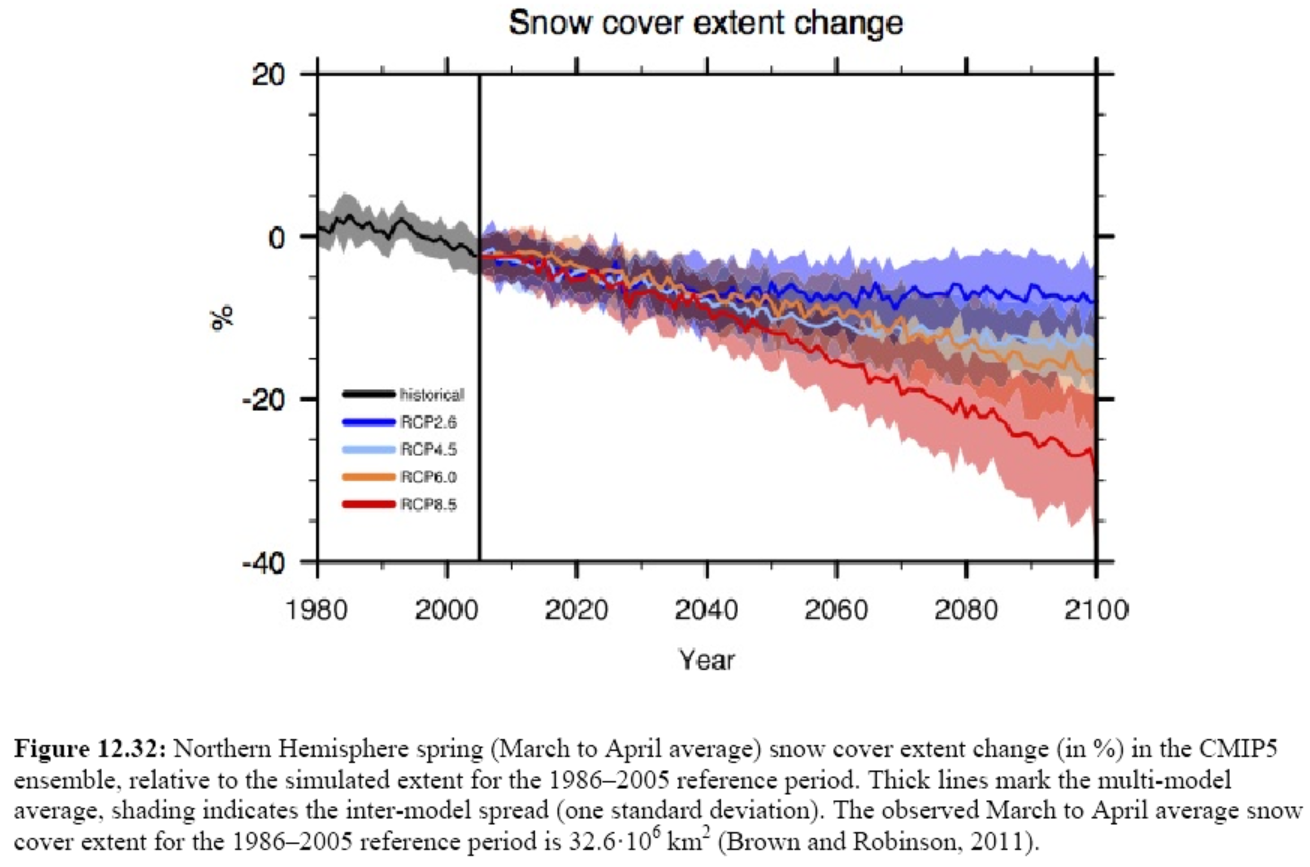 Snow cover extent change
20
0
-20
-40
%
historical
RCP2.6
RCP4.5
RCP6.0
RCP8.5
1980 2000 2020 2040 2060 2080 2100
Year
Figure 12.32: Northern Hemisphere spring (March to April average) snow cover extent change (in %) in the CMIP5
ensemble, relative to the simulated extent for the 1986–2005 reference period. Thick lines mark the multi-model
average, shading indicates the inter-model spread (one standard deviation). The observed March to April average snow
cover extent for the 1986–2005 reference period is 32.6·10⁶ km² (Brown and Robinson, 2011).